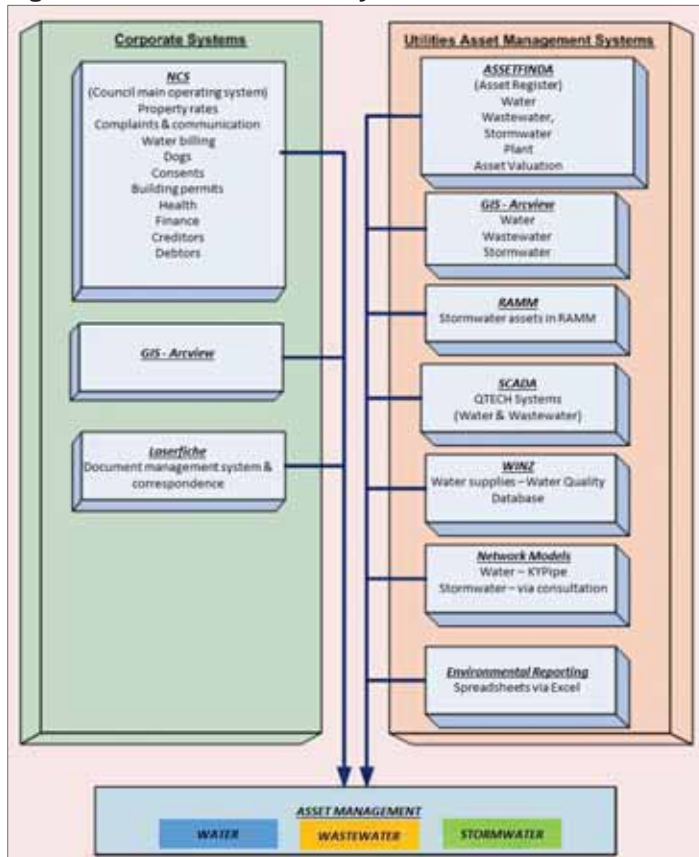 Corporate Systems
NCS
(Council main operating system)
Property rates
Complaints & communication
Water billing
Dogs
Consents
Building permits
Health
Finance
Creditors
Debtors
GIS - Arcview
Laserfiche
Document management system &
correspondence
Utilities Asset Management Systems
ASSETFINDA
(Asset Register)
Water
Wastewater,
Stormwater
Plant
Asset Valuation
GIS - Arcview
Water
Wastewater
Stormwater
RAMM
Stormwater assets in RAMM
SCADA
QTECH Systems
(Water & Wastewater)
WINZ
Water supplies – Water Quality
Database
Network Models
Water – KYPipe
Stormwater – via consultation
Environmental Reporting
Spreadsheets via Excel
ASSET MANAGEMENT
WATER
WASTEWATER
STORMWATER